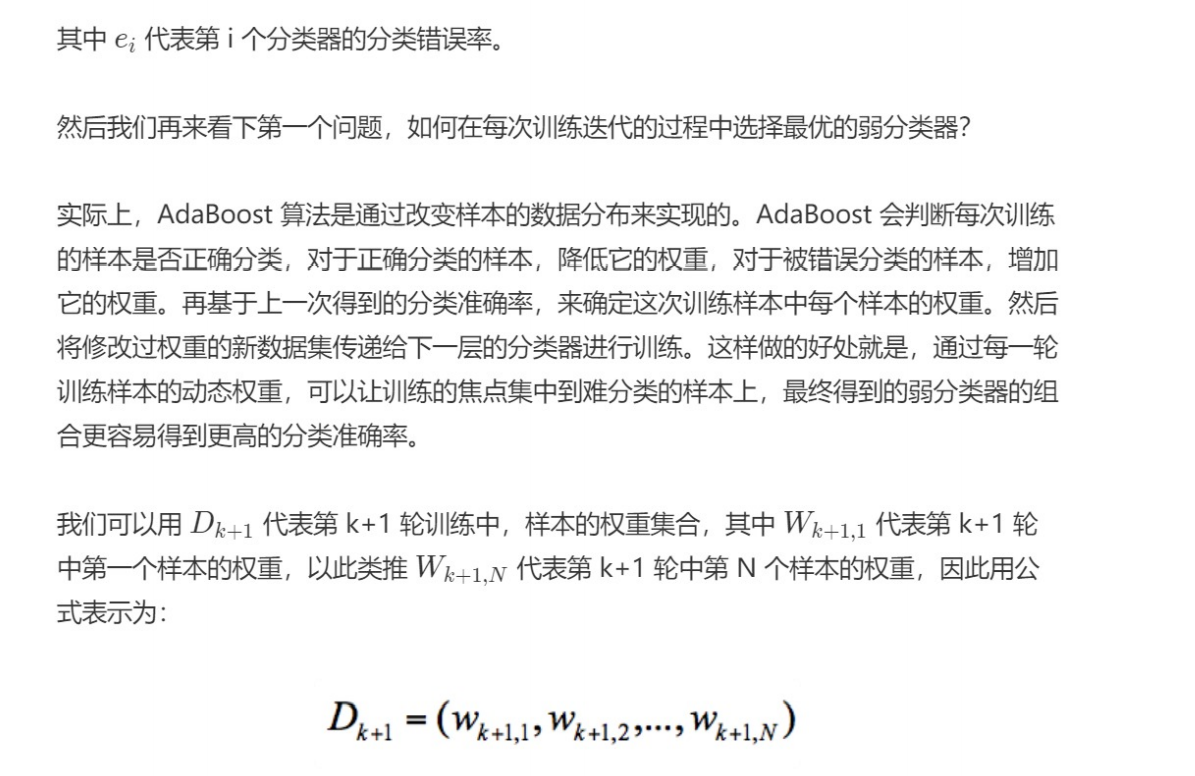 其中 eᵢ 代表第 i 个分类器的分类错误率。
然后我们再来看下第一个问题，如何在每次训练迭代的过程中选择最优的弱分类器？
实际上，AdaBoost 算法是通过改变样本的数据分布来实现的。AdaBoost 会判断每次训练
的样本是否正确分类，对于正确分类的样本，降低它的权重，对于被错误分类的样本，增加
它的权重。再基于上一次得到的分类准确率，来确定这次训练样本中每个样本的权重。然后
将修改过权重的新数据集传递给下一层的分类器进行训练。这样做的好处就是，通过每一轮
训练样本的动态权重，可以让训练的焦点集中到难分类的样本上，最终得到的弱分类器的组
合更容易得到更高的分类准确率。
我们可以用 D_{k+1} 代表第 k+1 轮训练中，样本的权重集合，其中 W_{k+1,1} 代表第 k+1 轮
中第一个样本的权重，以此类推 W_{k+1,N} 代表第 k+1 轮中第 N 个样本的权重，因此用公
式表示为：
D_{k+1} = (w_{k+1,1}, w_{k+1,2}, ..., w_{k+1,N})